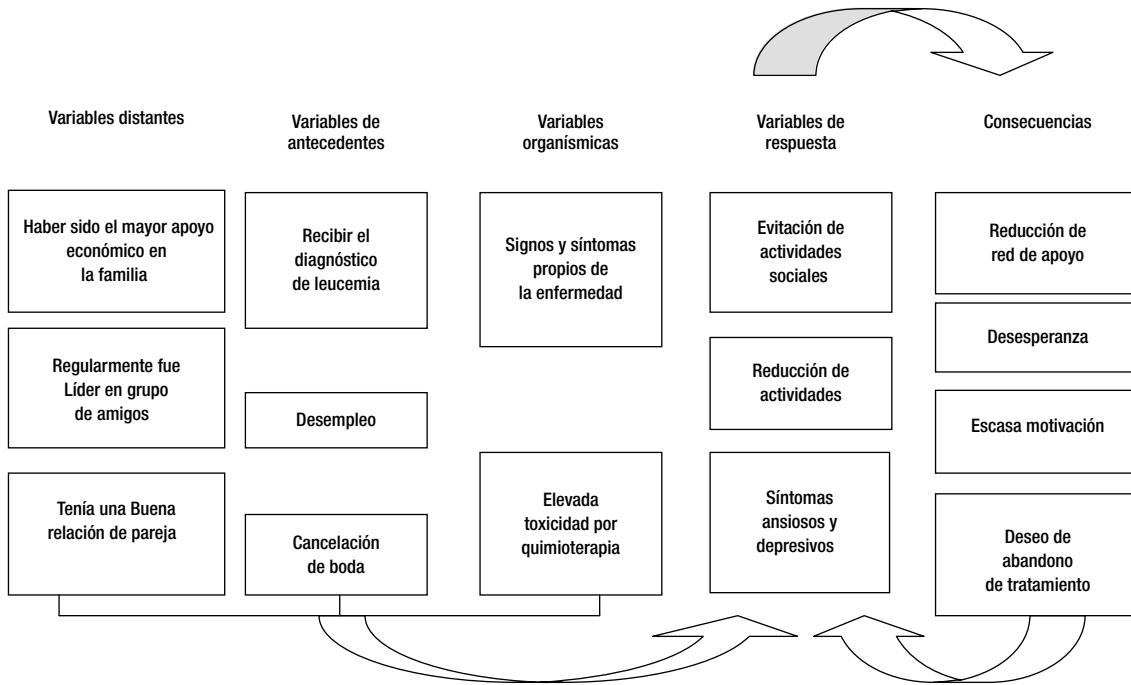 Variables distantes
Variables de
antecedentes
Variables
organísmicas
Variables de
respuesta
Consecuencias
Haber sido el mayor apoyo
económico en
la familia
Regularmente fue
Líder en grupo
de amigos
Tenía una Buena
relación de pareja
Recibir el
diagnóstico
de leucemia
Desempleo
Cancelación
de boda
Signos y síntomas
propios de
la enfermedad
Elevada
toxicidad por
quimioterapia
Evitación de
actividades
sociales
Reducción de
actividades
Síntomas
ansiosos y
depresivos
Reducción de
red de apoyo
Desesperanza
Escasa motivación
Deseo de
abandono
de tratamiento